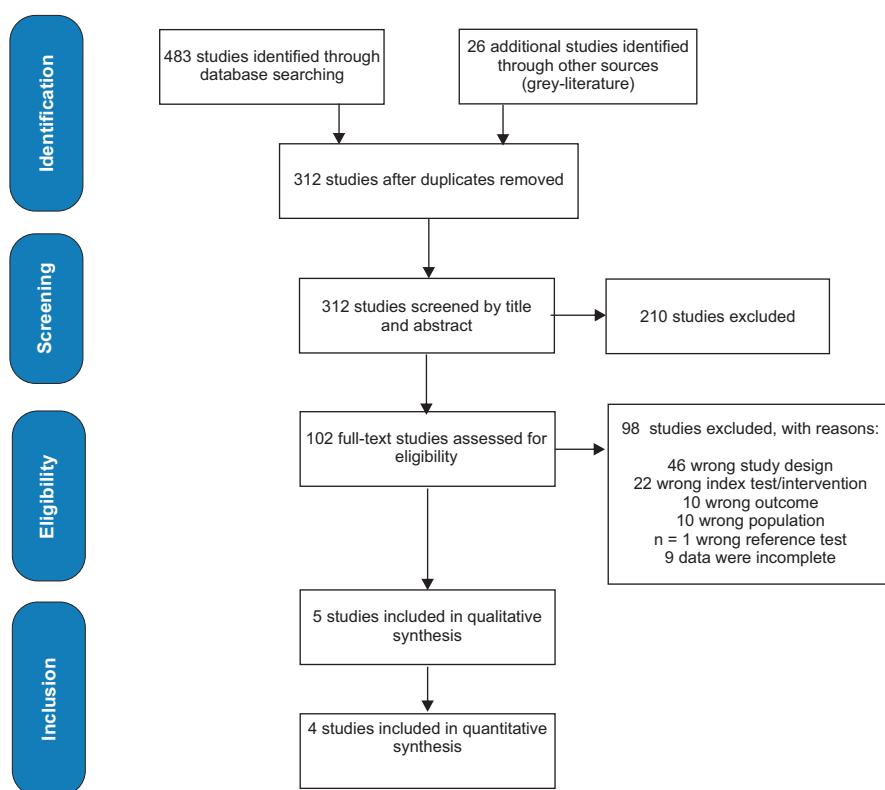 Identification
483 studies identified through
database searching
26 additional studies identified
through other sources
(grey-literature)
312 studies after duplicates removed
Screening
312 studies screened by title
and abstract
210 studies excluded
Eligibility
102 full-text studies assessed for
eligibility
98 studies excluded, with reasons:
46 wrong study design
22 wrong index test/intervention
10 wrong outcome
10 wrong population
n = 1 wrong reference test
9 data were incomplete
Inclusion
5 studies included in qualitative
synthesis
4 studies included in quantitative
synthesis